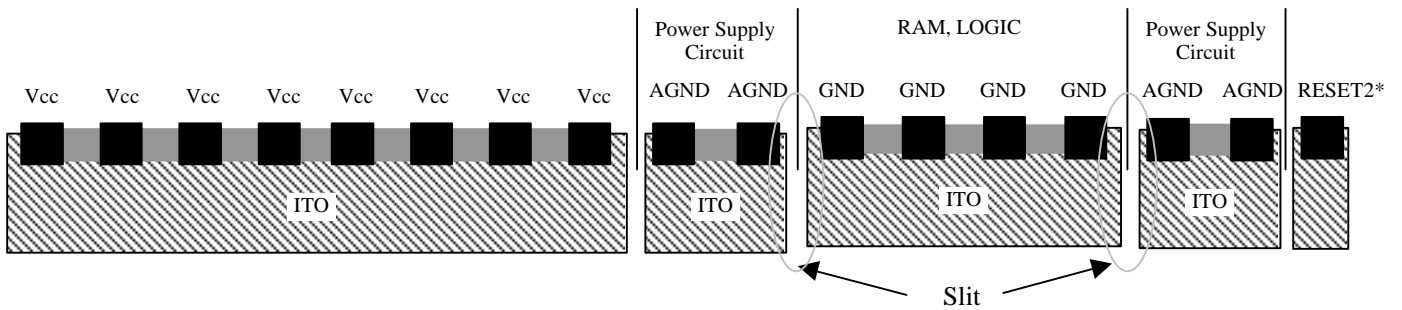 Power Supply Circuit
RAM, LOGIC
Power Supply Circuit
Vcc Vcc Vcc Vcc Vcc Vcc Vcc Vcc AGND AGND GND GND GND GND AGND AGND RESET2*
ITO ITO ITO ITO
Slit